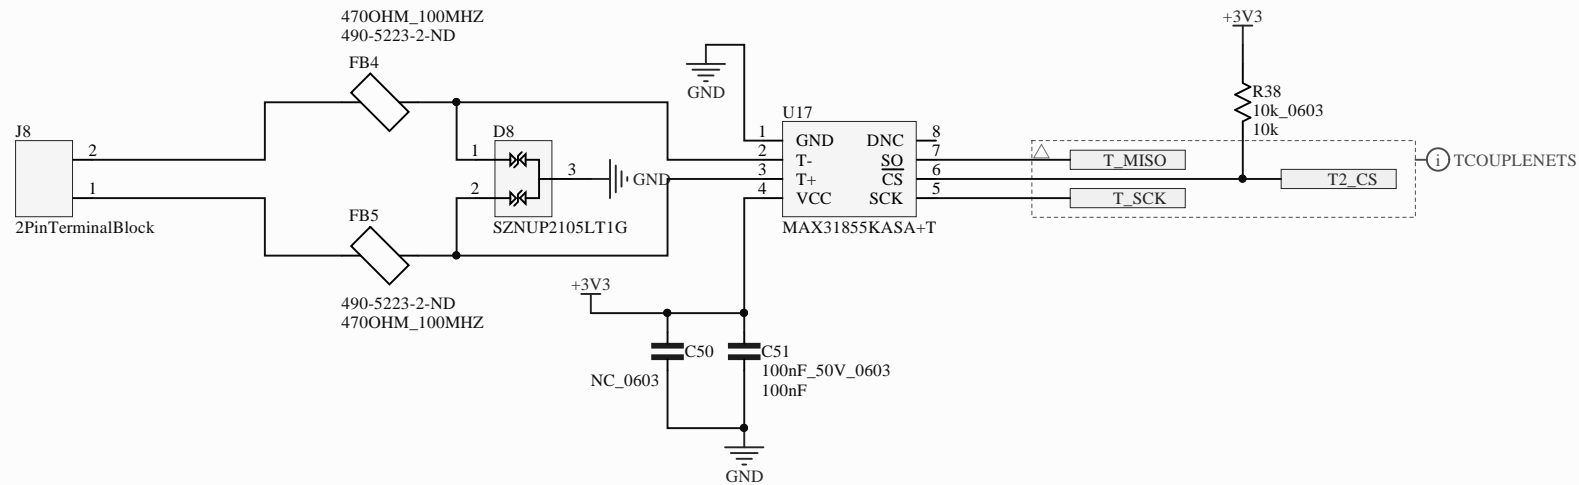 470OHM_100MHZ
490-5223-2-ND
FB4
+3V3
GND
R38
10k_0603
10k
J8
2
1
2PinTerminalBlock
D8
1
2
3
GND
SZNUP2105LT1G
U17
1 GND DNC 8
2 T- SO 7
3 T+ CS 6
4 VCC SCK 5
MAX31855KASA+T
T_MISO
T2_CS
T_SCK
i TCOUPLENETS
FB5
490-5223-2-ND
470OHM_100MHZ
+3V3
C50
NC_0603
C51
100nF_50V_0603
100nF
GND